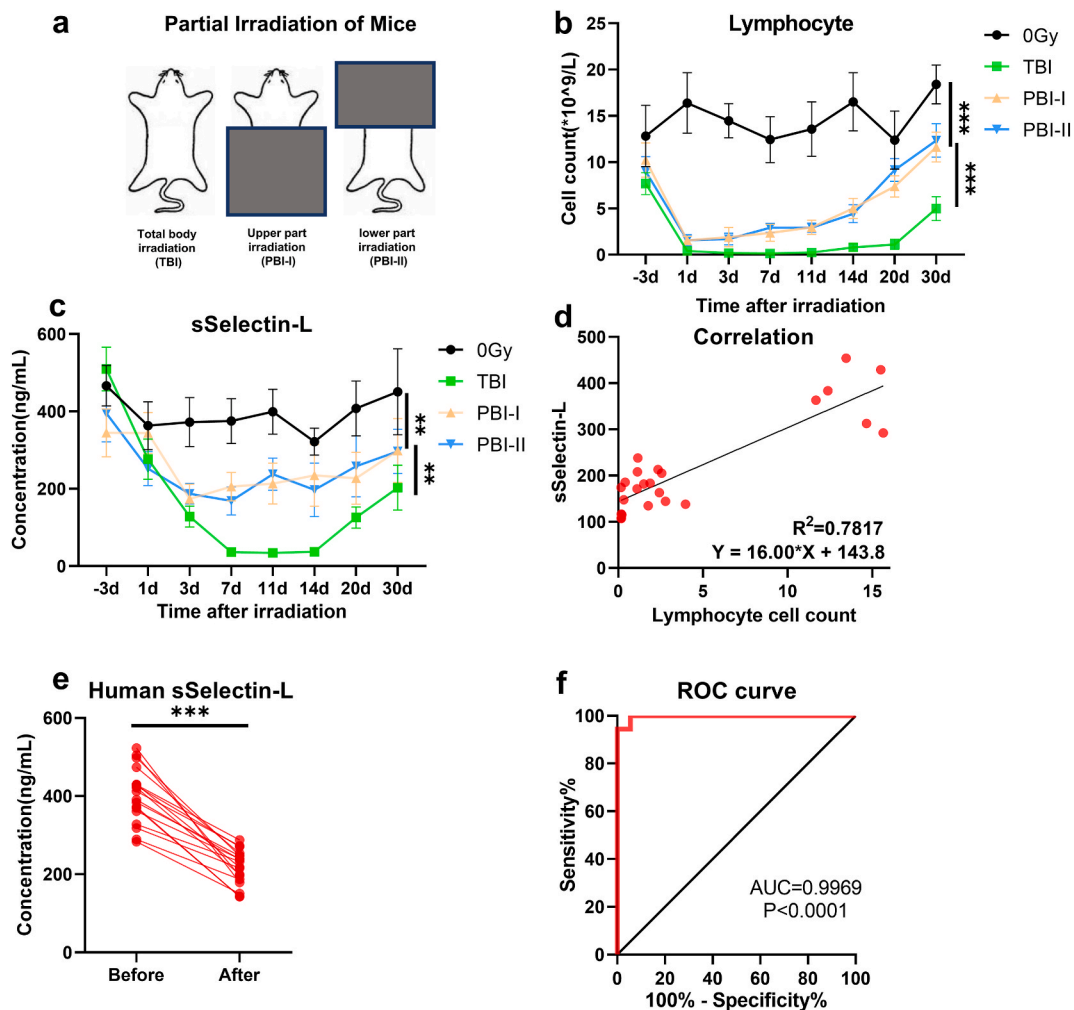 a
Partial Irradiation of Mice
Total body
irradiation
(TBI)
Upper part
irradiation
(PBI-I)
lower part
irradiation
(PBI-II)
b
Lymphocyte
Cell count(*10^9/L)
25
20
15
10
5
0
-3d 1d 3d 7d 11d 14d 20d 30d
Time after irradiation
0Gy
TBI
PBI-I
PBI-II
***
***
c
sSelectin-L
Concentration(ng/mL)
600
400
200
0
-3d 1d 3d 7d 11d 14d 20d 30d
Time after irradiation
0Gy
TBI
PBI-I
PBI-II
**
**
d
Correlation
sSelectin-L
500
400
300
200
100
0
0 5 10 15
Lymphocyte cell count
R²=0.7817
Y = 16.00*X + 143.8
e
Human sSelectin-L
***
Concentration(ng/mL)
600
400
200
0
Before After
f
ROC curve
Sensitivity%
100
80
60
40
20
0
0 20 40 60 80 100
100% - Specificity%
AUC=0.9969
P<0.0001